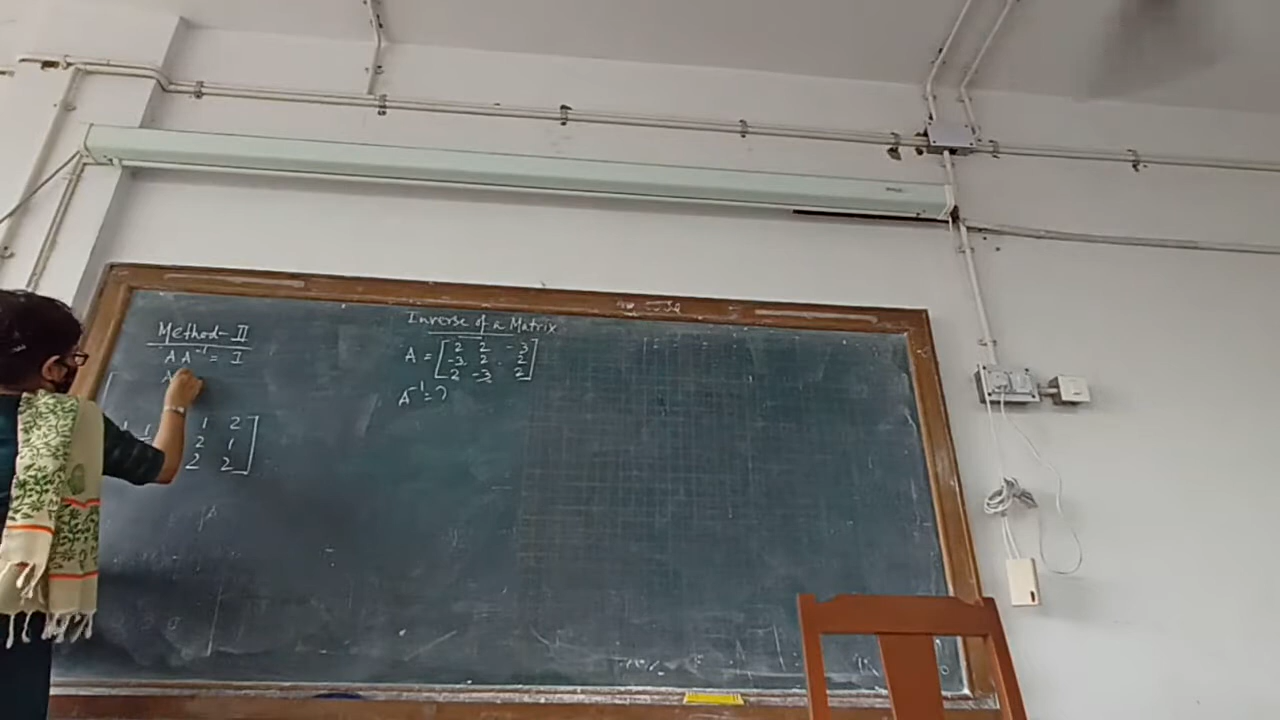 Method-II
A A⁻¹ = I
A
1 2
2 1
2 2
Inverse of a Matrix
A = [ 2 2 -3
-3 2 2
2 -3 2 ]
A⁻¹ = ?